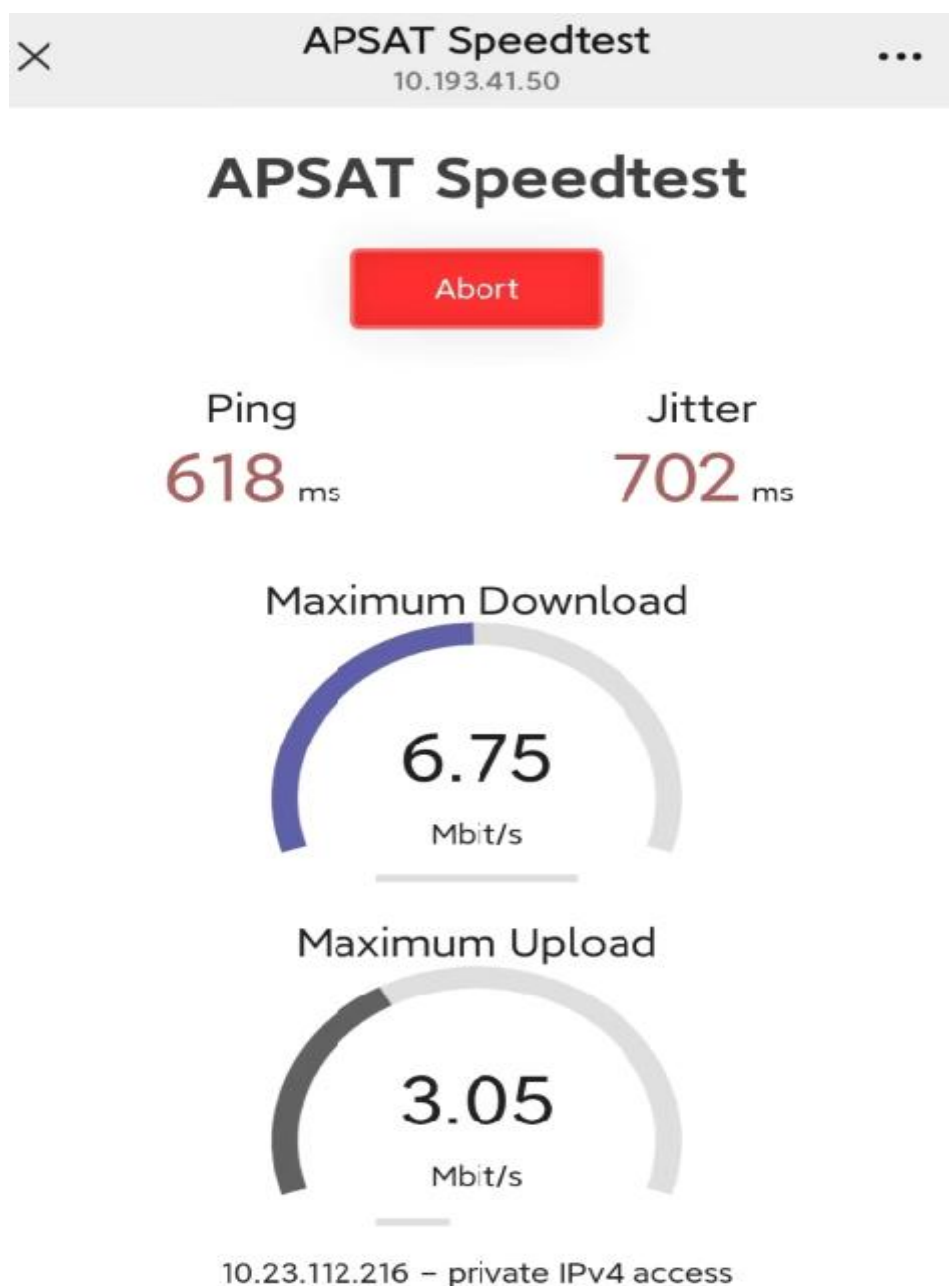 APSAT Speedtest
10.193.41.50
APSAT Speedtest
Abort
Ping Jitter
618 ms 702 ms
Maximum Download
6.75
Mbit/s
Maximum Upload
3.05
Mbit/s
10.23.112.216 – private IPv4 access